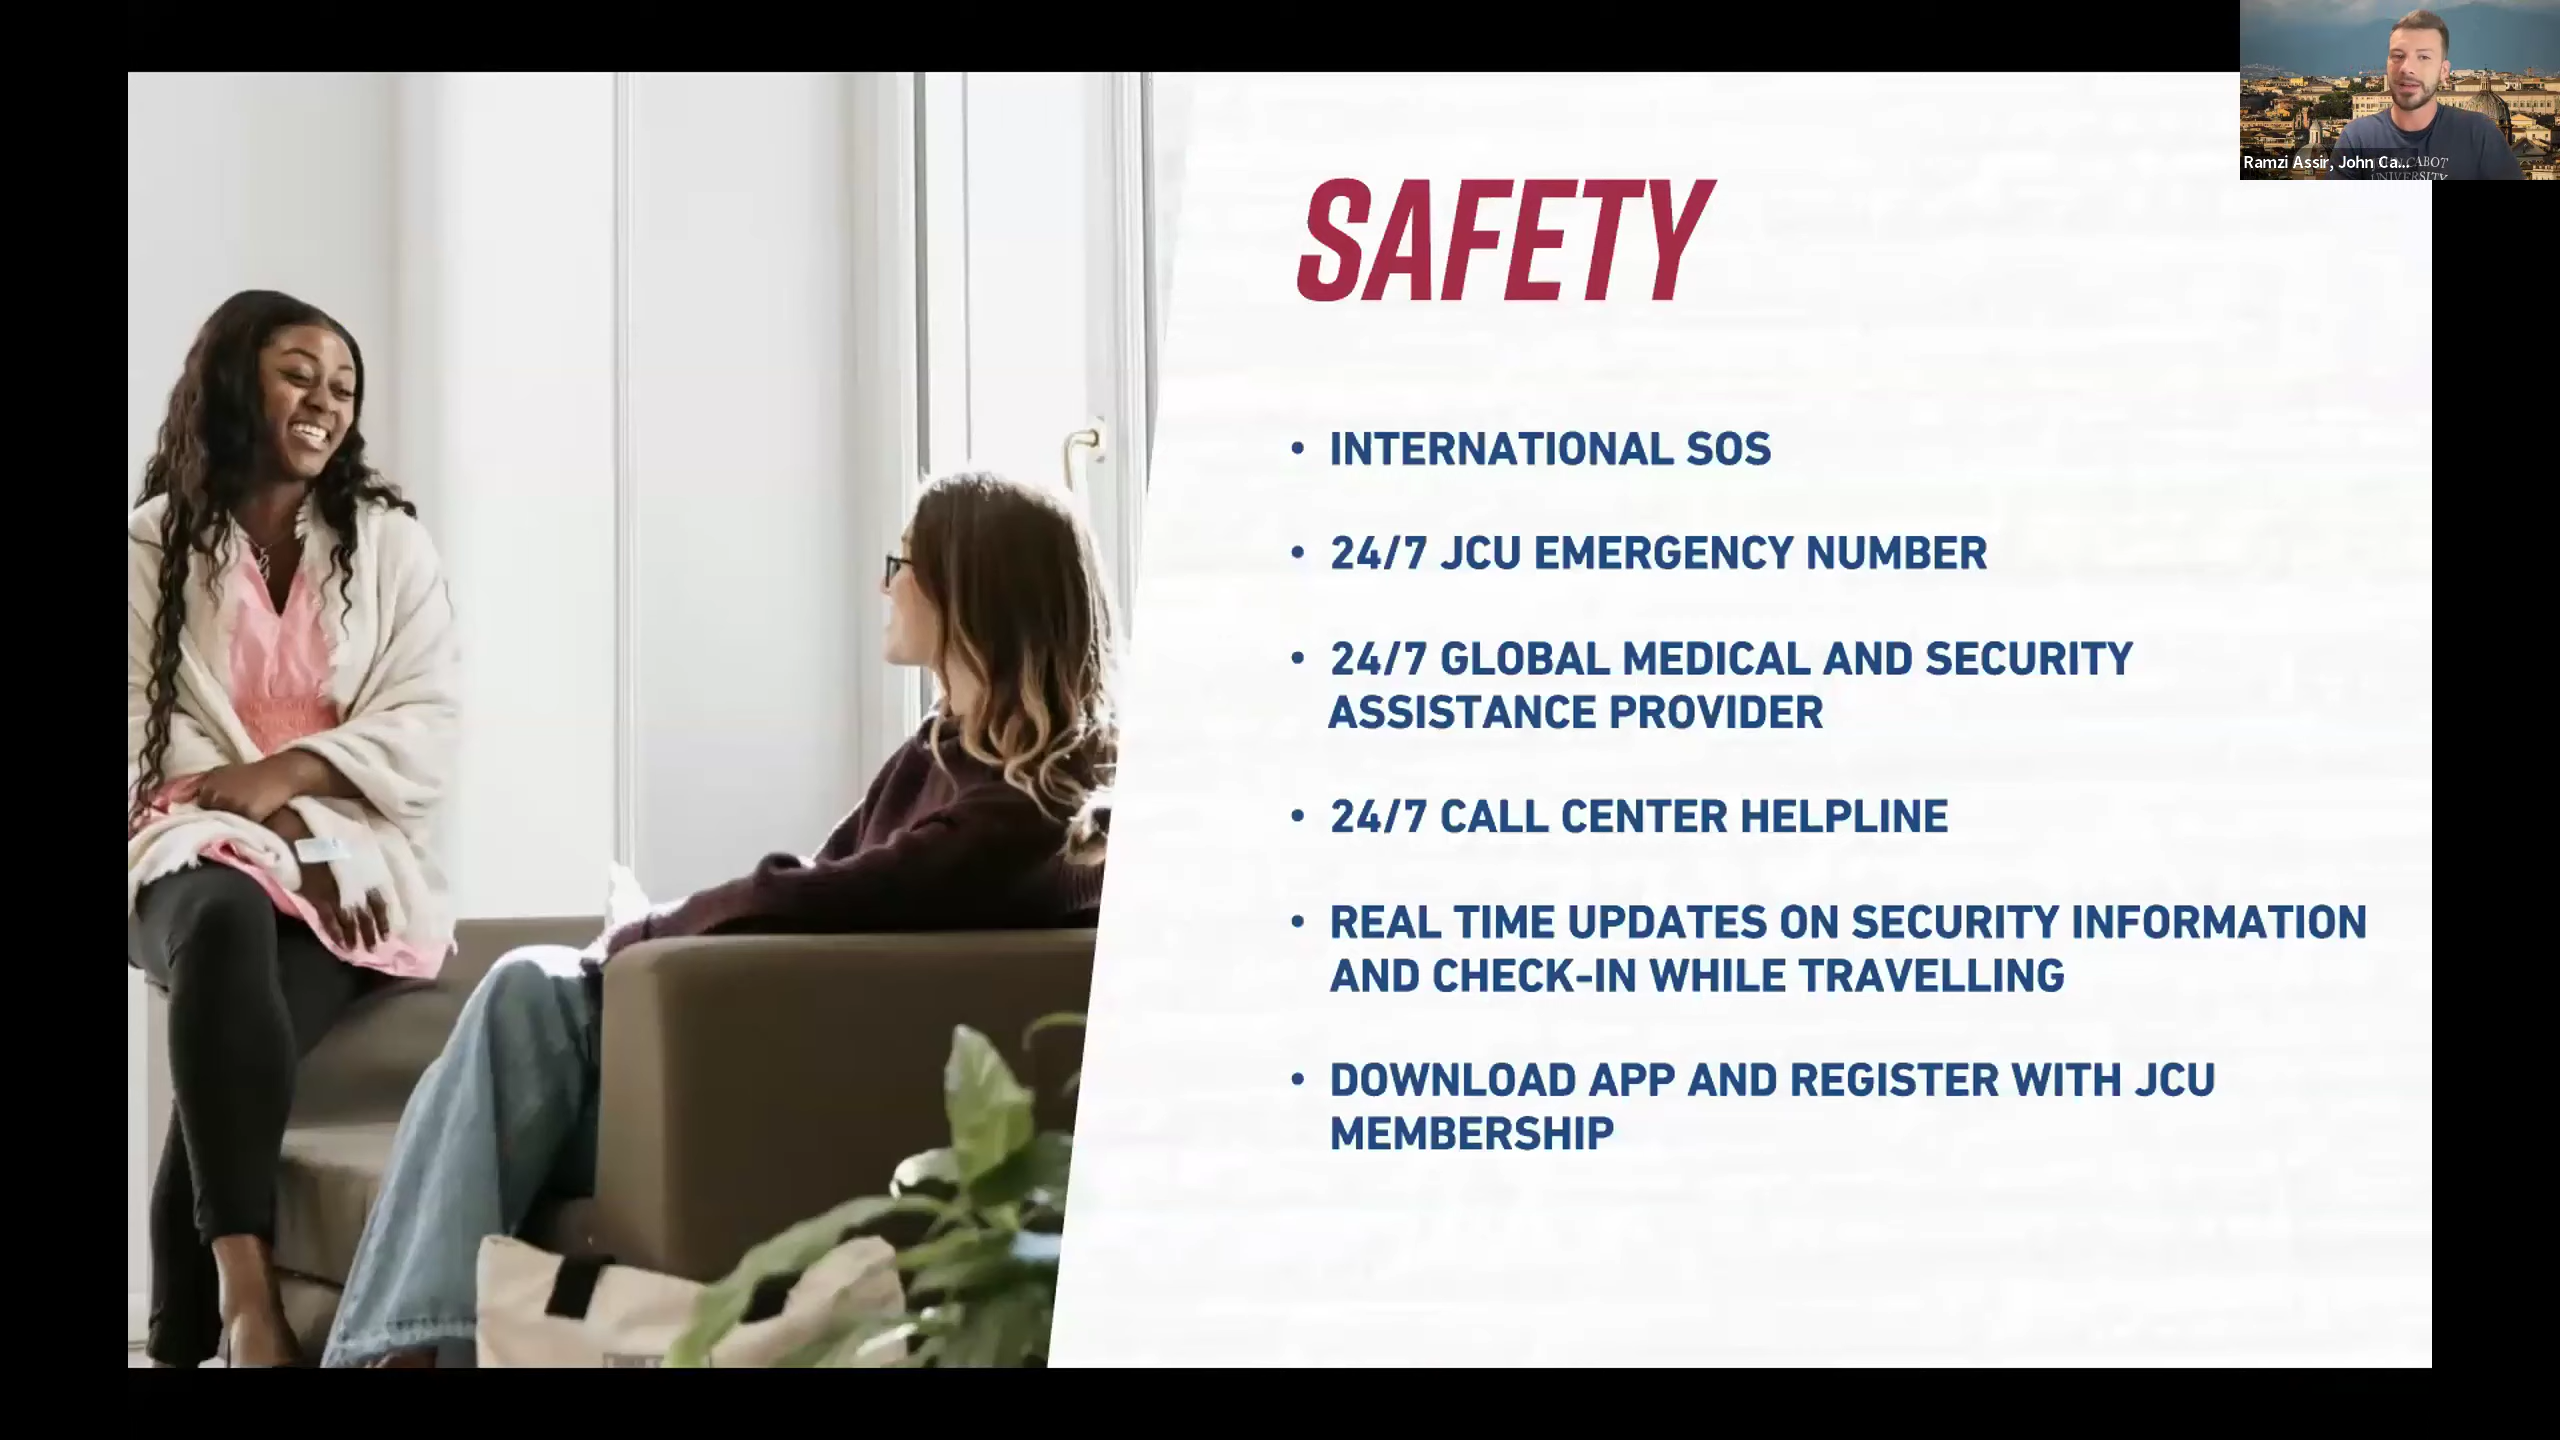 SAFETY
• INTERNATIONAL SOS
• 24/7 JCU EMERGENCY NUMBER
• 24/7 GLOBAL MEDICAL AND SECURITY
ASSISTANCE PROVIDER
• 24/7 CALL CENTER HELPLINE
• REAL TIME UPDATES ON SECURITY INFORMATION
AND CHECK-IN WHILE TRAVELLING
• DOWNLOAD APP AND REGISTER WITH JCU
MEMBERSHIP
Ramzi Assir, John Ca...
CABOT
UNIVERSITY